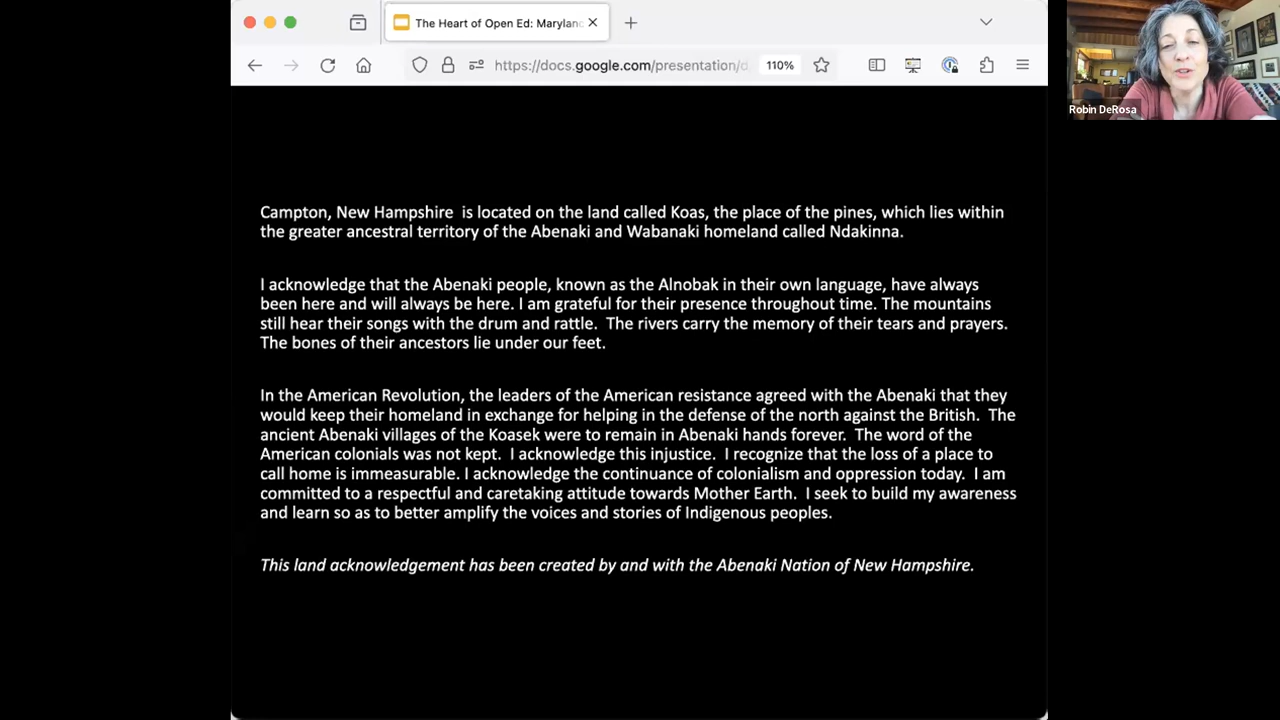 The Heart of Open Ed: Marylan
https://docs.google.com/presentation/d
110%
Robin DeRosa
Campton, New Hampshire is located on the land called Koas, the place of the pines, which lies within
the greater ancestral territory of the Abenaki and Wabanaki homeland called Ndakinna.
I acknowledge that the Abenaki people, known as the Alnobak in their own language, have always
been here and will always be here. I am grateful for their presence throughout time. The mountains
still hear their songs with the drum and rattle. The rivers carry the memory of their tears and prayers.
The bones of their ancestors lie under our feet.
In the American Revolution, the leaders of the American resistance agreed with the Abenaki that they
would keep their homeland in exchange for helping in the defense of the north against the British. The
ancient Abenaki villages of the Koasek were to remain in Abenaki hands forever. The word of the
American colonials was not kept. I acknowledge this injustice. I recognize that the loss of a place to
call home is immeasurable. I acknowledge the continuance of colonialism and oppression today. I am
committed to a respectful and caretaking attitude towards Mother Earth. I seek to build my awareness
and learn so as to better amplify the voices and stories of Indigenous peoples.
This land acknowledgement has been created by and with the Abenaki Nation of New Hampshire.